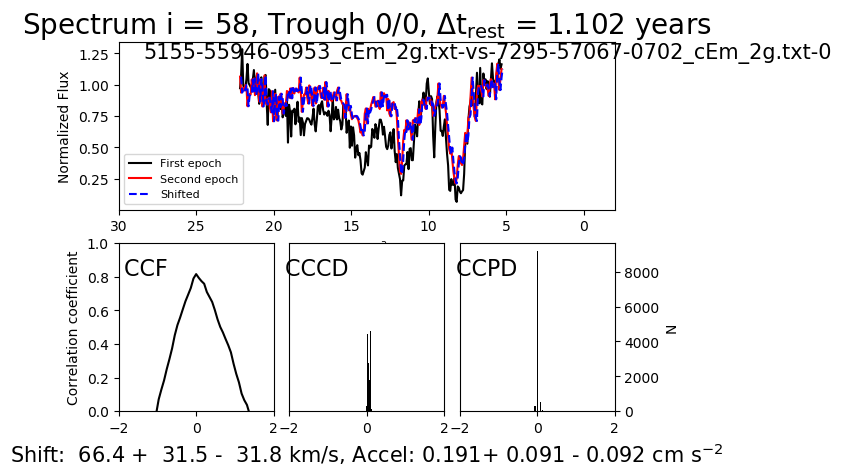 Spectrum i = 58, Trough 0/0, Δt_rest = 1.102 years
5155-55946-0953_cEm_2g.txt-vs-7295-57067-0702_cEm_2g.txt-0
Normalized Flux
1.25
1.00
0.75
0.50
0.25
First epoch
Second epoch
Shifted
30 25 20 15 10 5 0
Correlation coefficient
1.0
0.8
0.6
0.4
0.2
0.0
CCF
CCCD
CCPD
8000
6000
4000
2000
0
N
−2 0 2 −2 0 2 −2 0 2
Shift: 66.4 + 31.5 - 31.8 km/s, Accel: 0.191+ 0.091 - 0.092 cm s⁻²